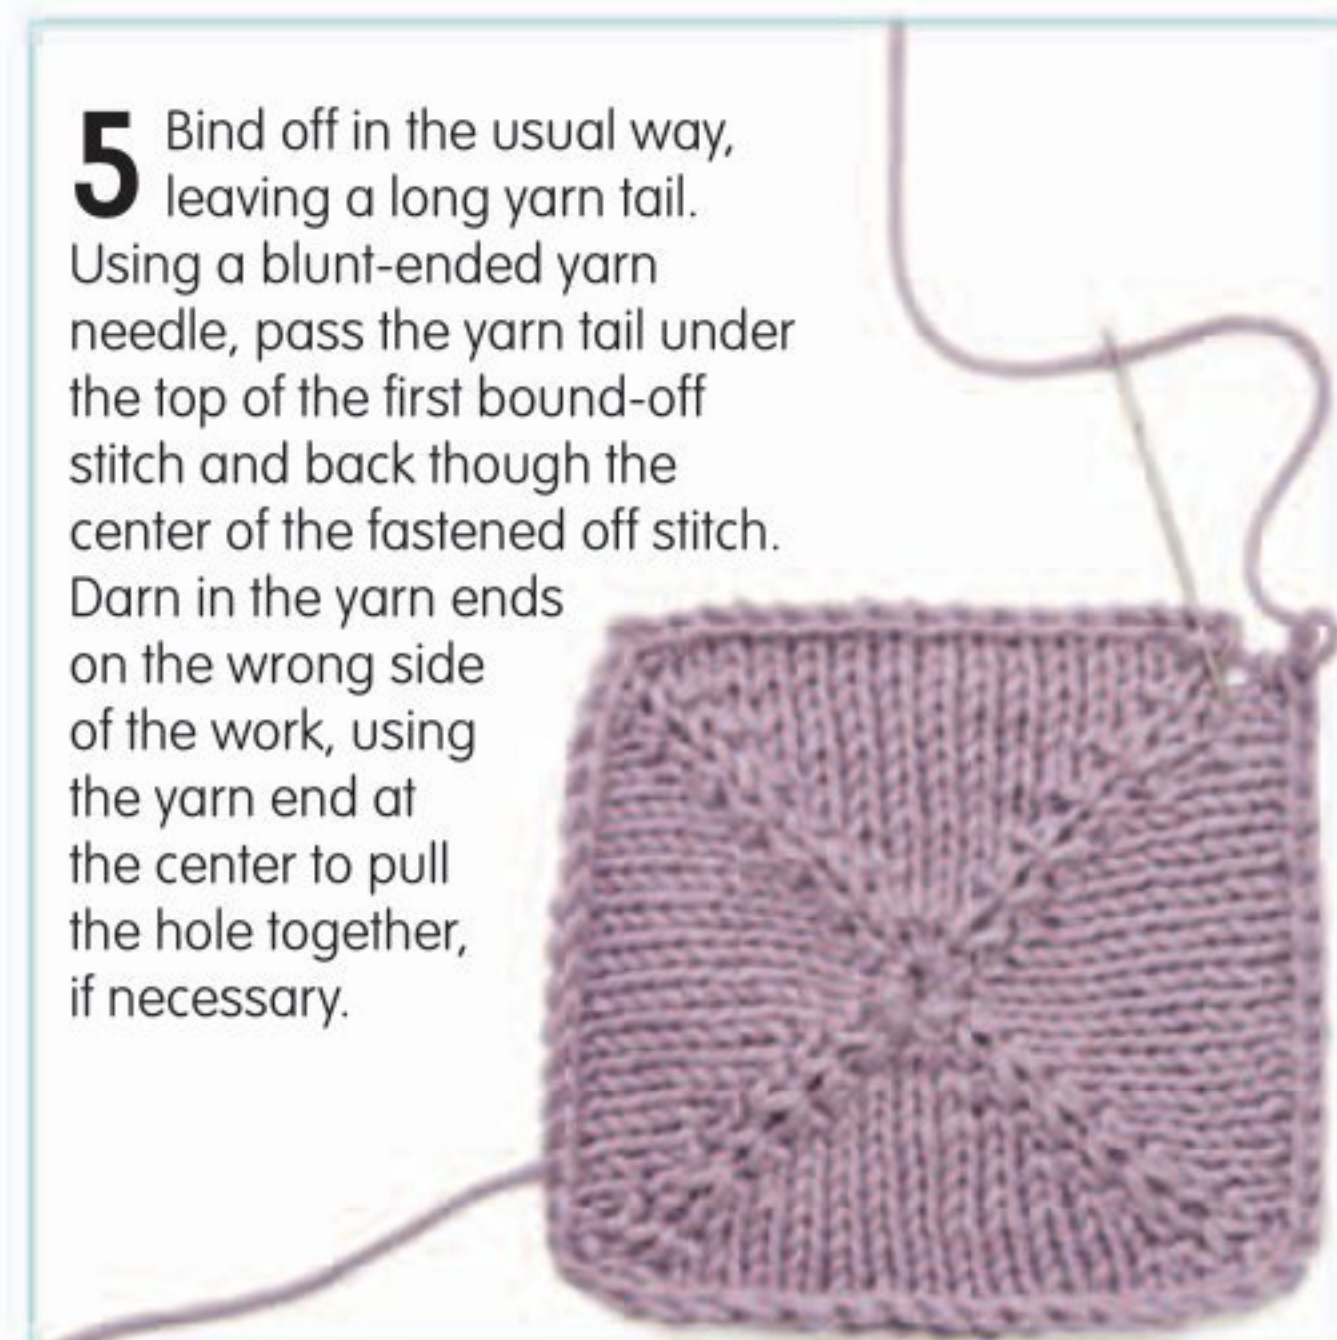 5 Bind off in the usual way,
leaving a long yarn tail.
Using a blunt-ended yarn
needle, pass the yarn tail under
the top of the first bound-off
stitch and back though the
center of the fastened off stitch.
Darn in the yarn ends
on the wrong side
of the work, using
the yarn end at
the center to pull
the hole together,
if necessary.